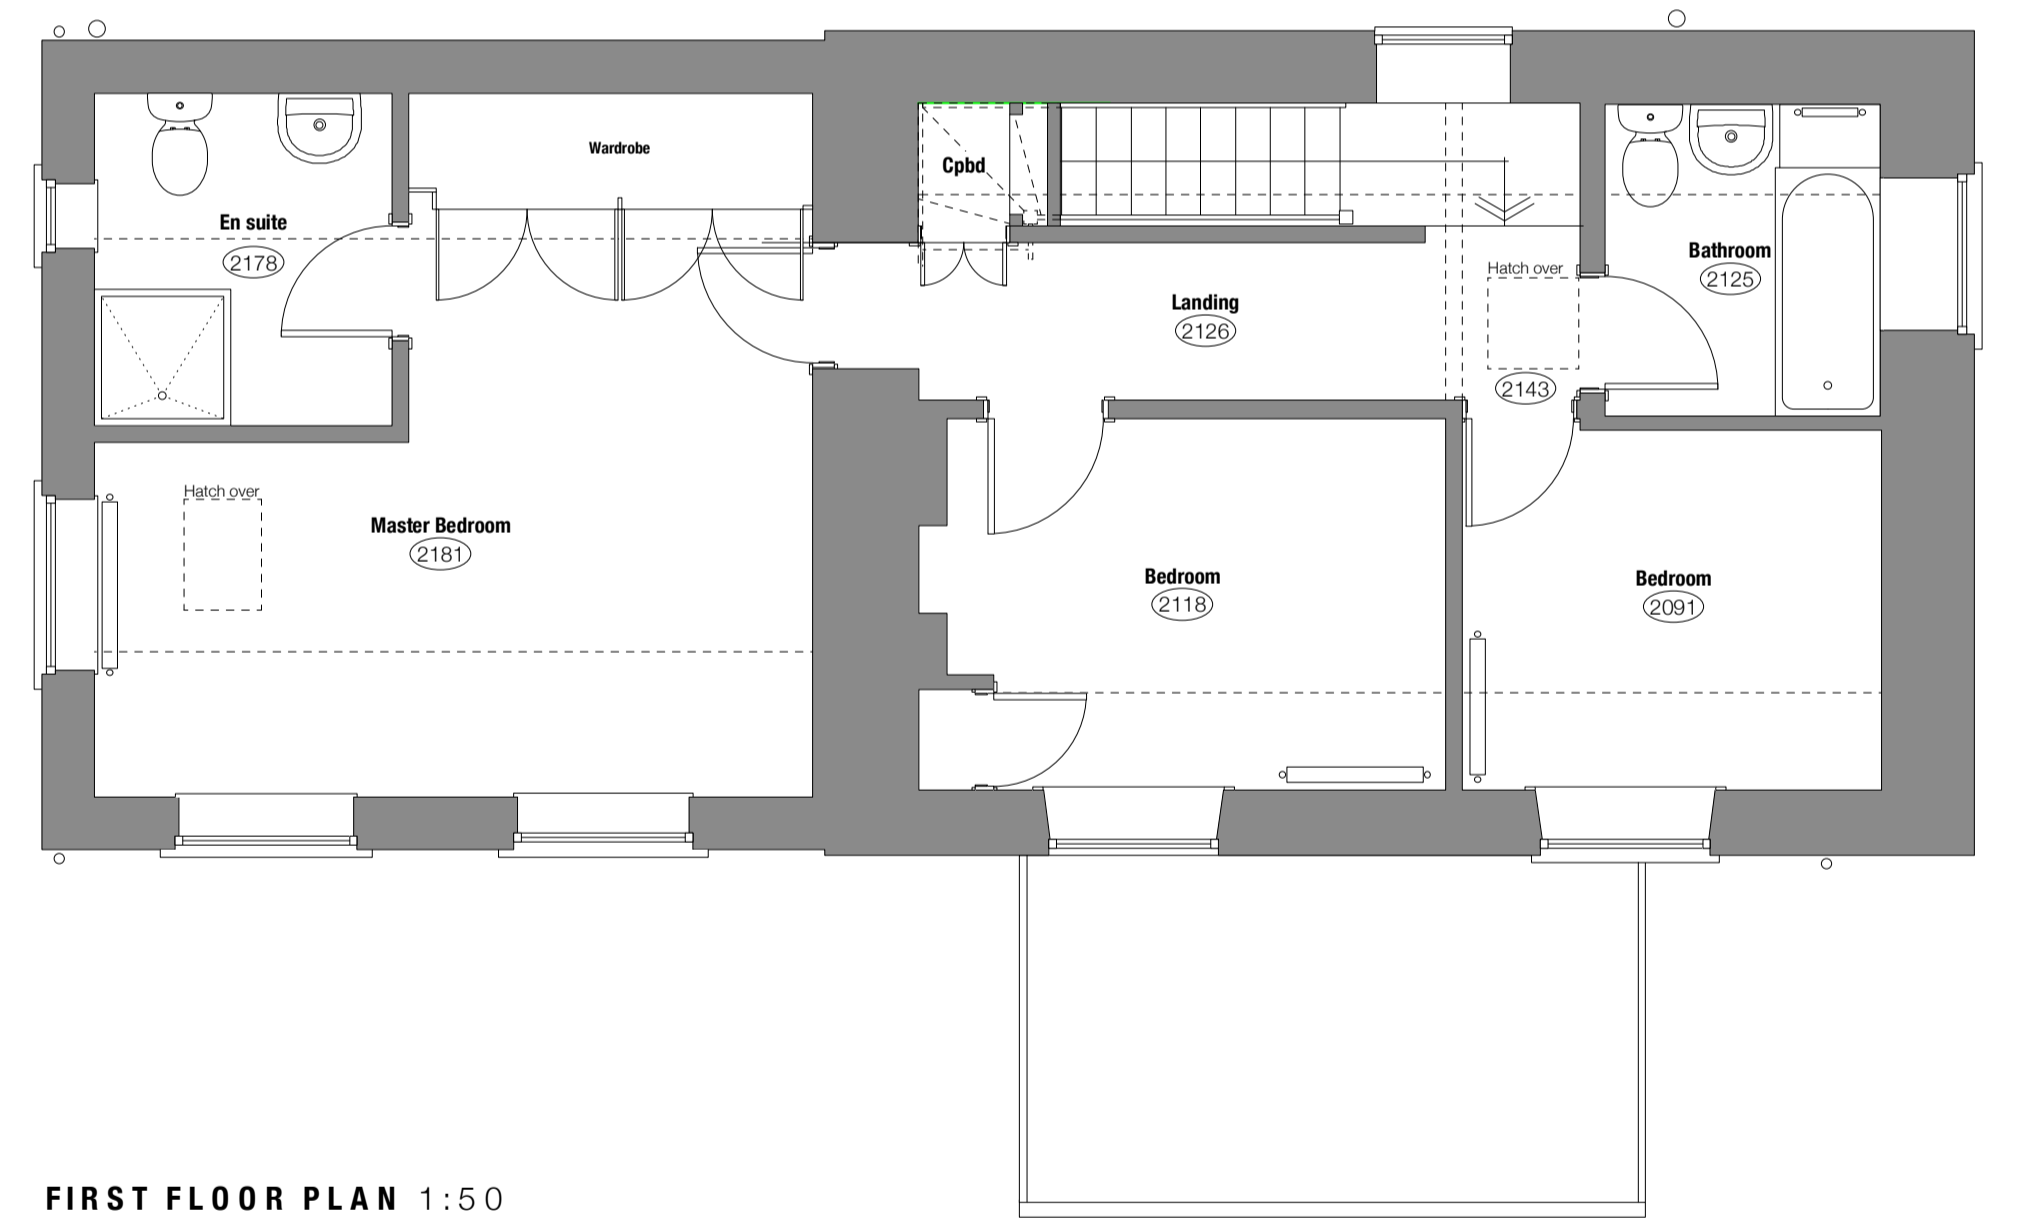 Wardrobe
Cpbd
En suite
2178
Bathroom
2125
Hatch over
Landing
2126
2143
Hatch over
Master Bedroom
2181
Bedroom
2118
Bedroom
2091
FIRST FLOOR PLAN 1:50